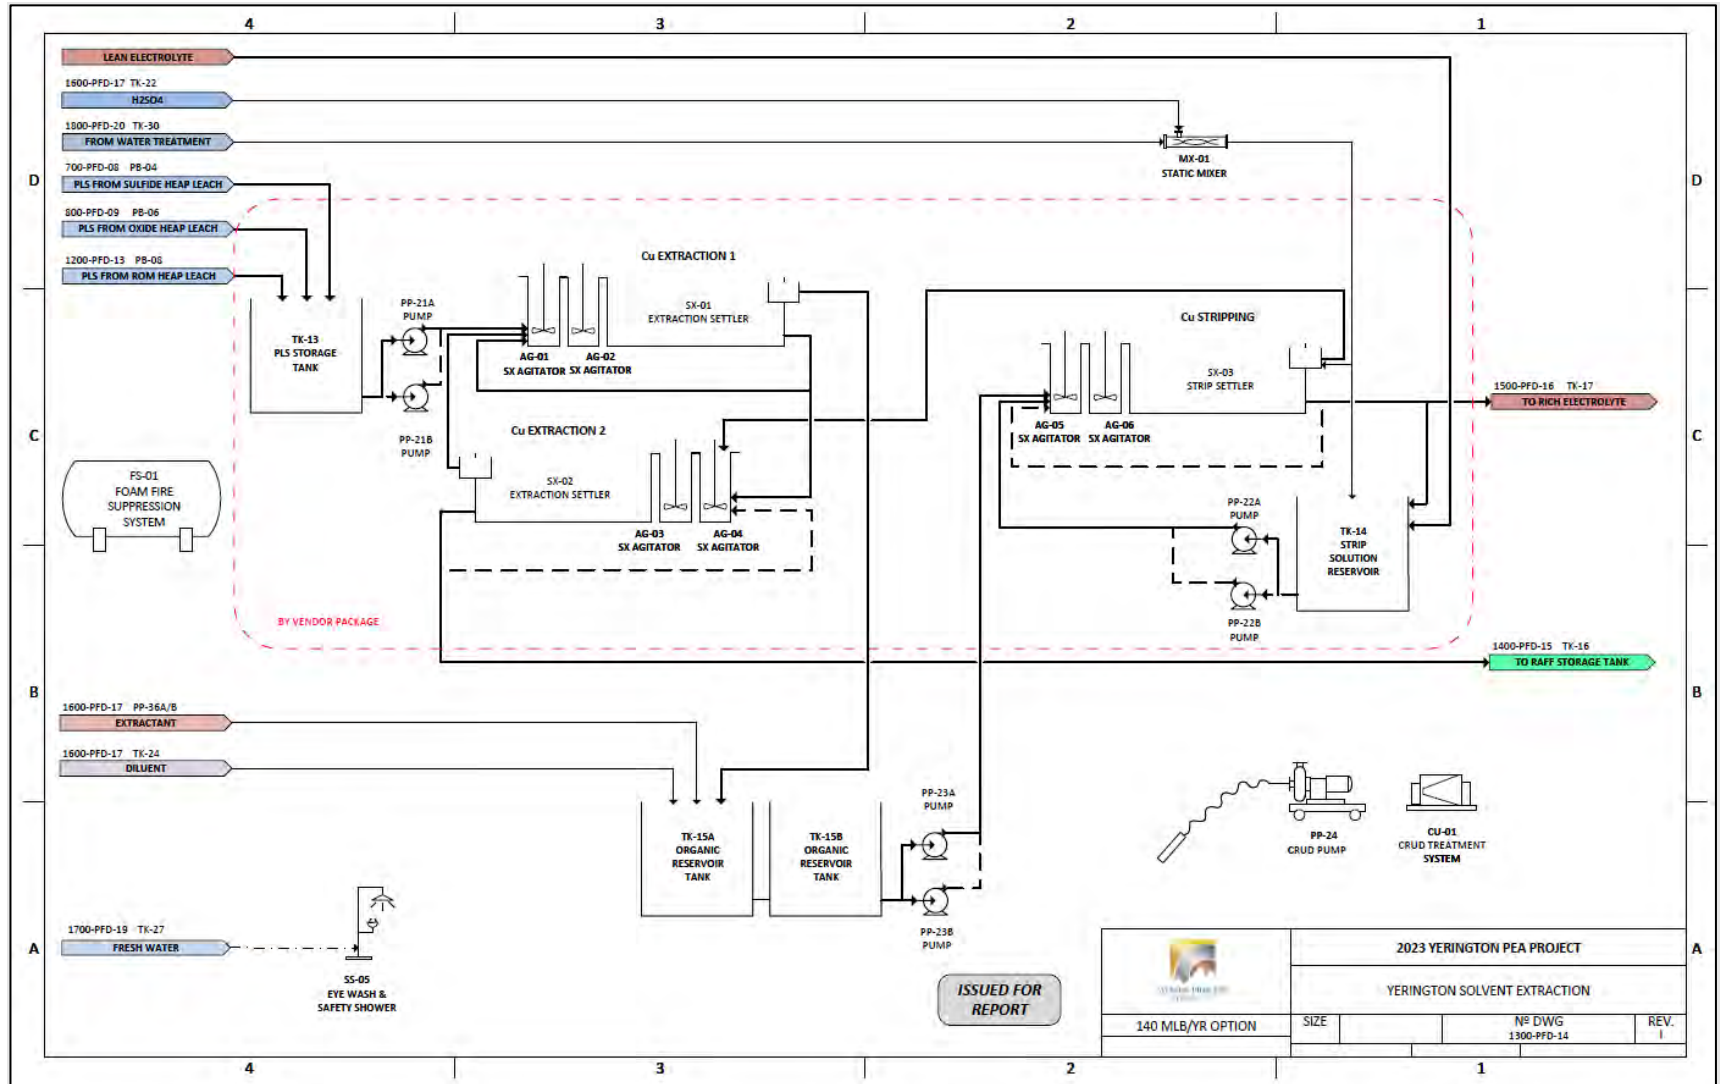 4 3 2 1
LEAN ELECTROLYTE
1600-PFD-17 TK-22
H2SO4
1800-PFD-20 TK-30
FROM WATER TREATMENT
MX-01
STATIC MIXER
700-PFD-08 PB-04
PLS FROM SULFIDE HEAP LEACH
D D
800-PFD-09 PB-06
PLS FROM OXIDE HEAP LEACH
1200-PFD-13 PB-08
PLS FROM ROM HEAP LEACH
Cu EXTRACTION 1
PP-21A
PUMP
SX-01
EXTRACTION SETTLER
TK-13
PLS STORAGE
TANK
AG-01
SX AGITATOR
AG-02
SX AGITATOR
PP-21B
PUMP
Cu STRIPPING
SX-03
STRIP SETTLER
AG-05
SX AGITATOR
AG-06
SX AGITATOR
1500-PFD-16 TK-17
TO RICH ELECTROLYTE
C C
Cu EXTRACTION 2
SX-02
EXTRACTION SETTLER
AG-03
SX AGITATOR
AG-04
SX AGITATOR
FS-01
FOAM FIRE
SUPPRESSION
SYSTEM
PP-22A
PUMP
TK-14
STRIP
SOLUTION
RESERVOIR
PP-22B
PUMP
BY VENDOR PACKAGE
1400-PFD-15 TK-16
TO RAFF STORAGE TANK
B B
1600-PFD-17 PP-36A/B
EXTRACTANT
1600-PFD-17 TK-24
DILUENT
PP-23A
PUMP
TK-15A
ORGANIC
RESERVOIR
TANK
TK-15B
ORGANIC
RESERVOIR
TANK
PP-23B
PUMP
PP-24
CRUD PUMP
CU-01
CRUD TREATMENT
SYSTEM
A A
1700-PFD-19 TK-27
FRESH WATER
SS-05
EYE WASH &
SAFETY SHOWER
ISSUED FOR
REPORT
2023 YERINGTON PEA PROJECT
YERINGTON SOLVENT EXTRACTION
140 MLB/YR OPTION
SIZE
Nº DWG
1300-PFD-14
REV.
I
4 3 2 1